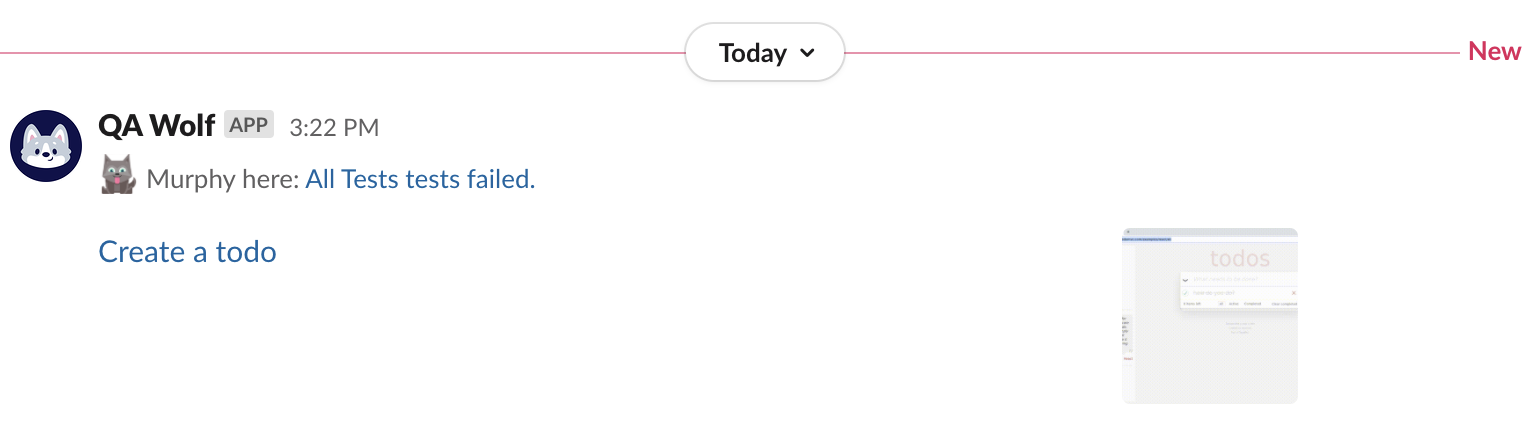 Today
New
QA Wolf APP 3:22 PM
Murphy here: All Tests tests failed.
Create a todo
todos